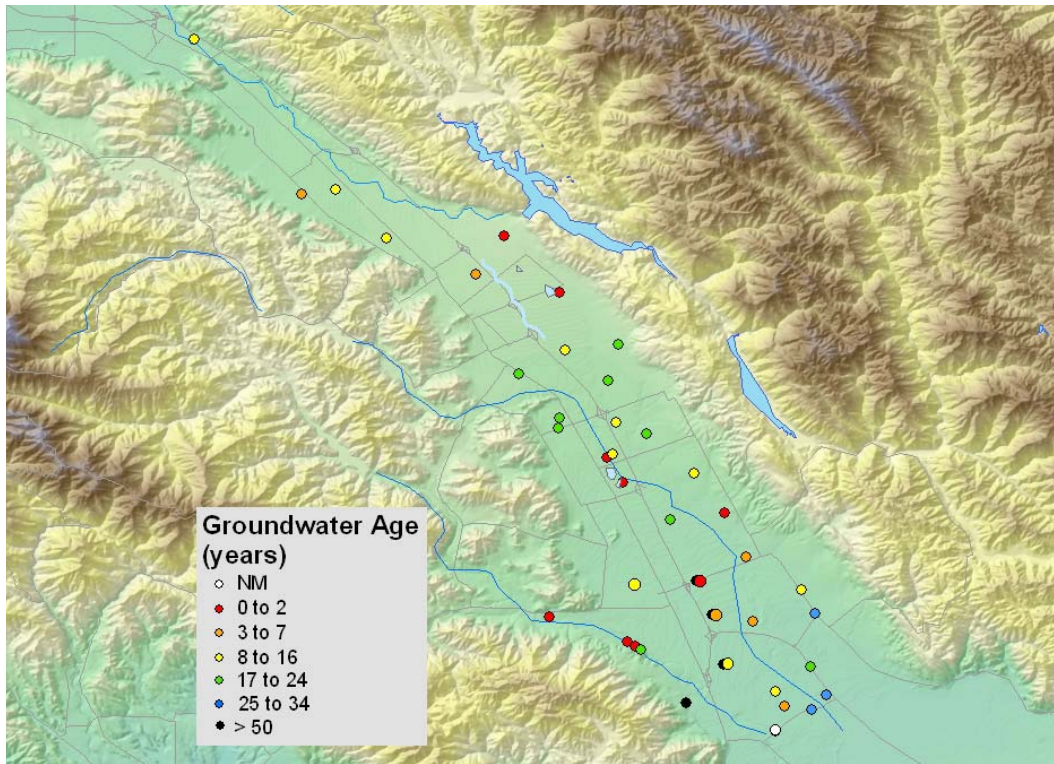 Groundwater Age
(years)
NM
0 to 2
3 to 7
8 to 16
17 to 24
25 to 34
> 50